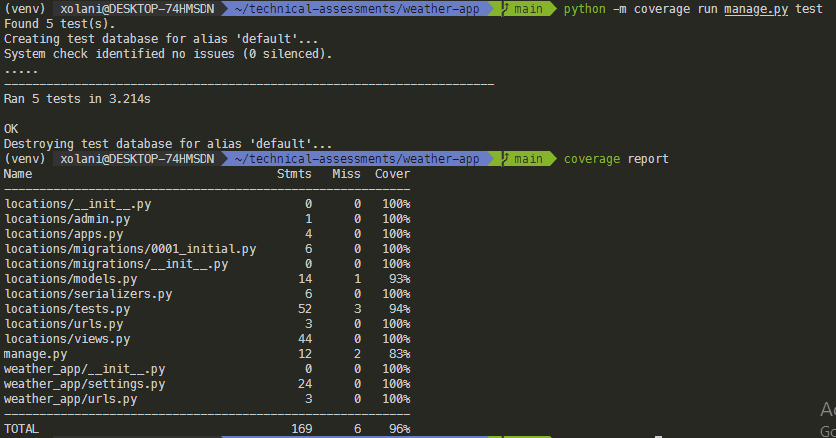 (venv) xolani@DESKTOP-74HMSDN ~/technical-assessments/weather-app main python -m coverage run manage.py test
Found 5 test(s).
Creating test database for alias 'default'...
System check identified no issues (0 silenced).
.....
----------------------------------------------------------------------
Ran 5 tests in 3.214s
OK
Destroying test database for alias 'default'...
(venv) xolani@DESKTOP-74HMSDN ~/technical-assessments/weather-app main coverage report
Name Stmts Miss Cover
----------------------------------------------------------
locations/__init__.py 0 0 100%
locations/admin.py 1 0 100%
locations/apps.py 4 0 100%
locations/migrations/0001_initial.py 6 0 100%
locations/migrations/__init__.py 0 0 100%
locations/models.py 14 1 93%
locations/serializers.py 6 0 100%
locations/tests.py 52 3 94%
locations/urls.py 3 0 100%
locations/views.py 44 0 100%
manage.py 12 2 83%
weather_app/__init__.py 0 0 100%
weather_app/settings.py 24 0 100%
weather_app/urls.py 3 0 100%
----------------------------------------------------------
TOTAL 169 6 96%